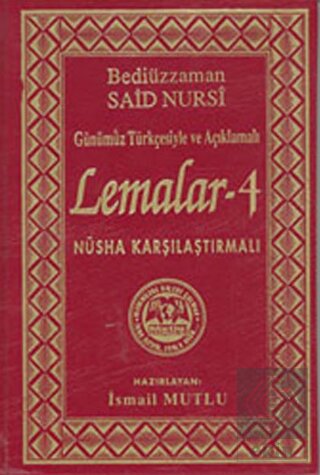 Bediüzzaman
SAİD NURSÎ
Günümüz Türkçesiyle ve Açıklamalı
Lemalar-4
NÜSHA KARŞILAŞTIRMALI
HAZIRLAYAN:
İsmail MUTLU